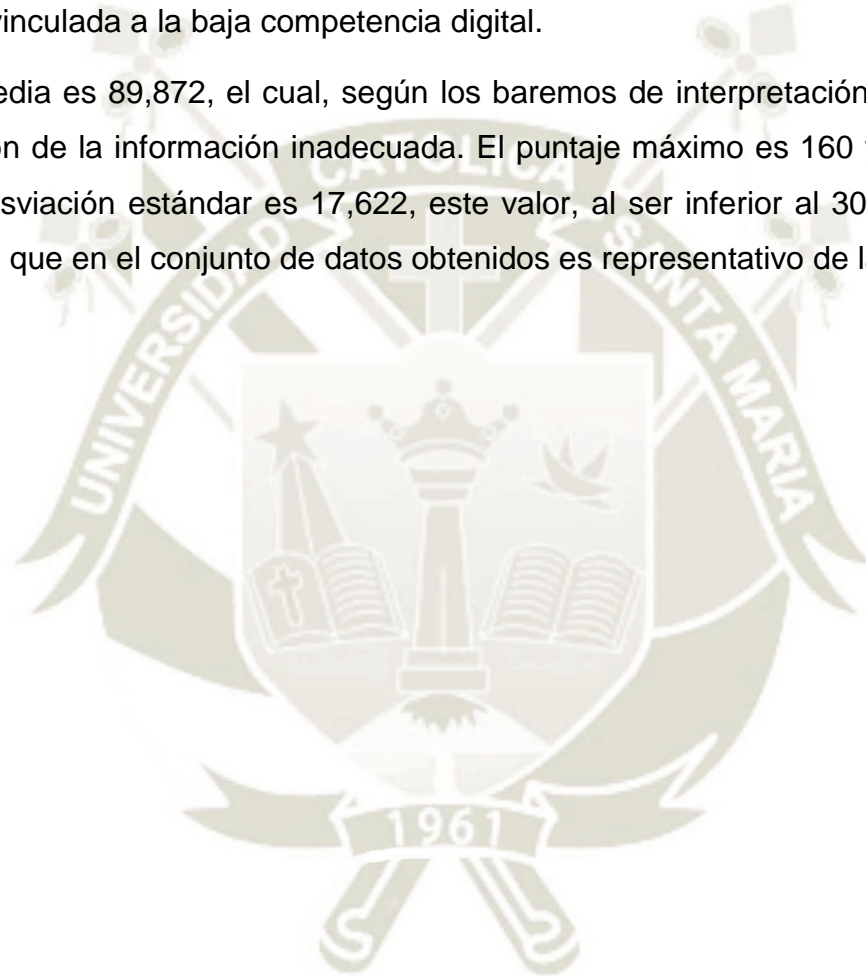 vinculada a la baja competencia digital.
edia es 89,872, el cual, según los baremos de interpretación
ón de la información inadecuada. El puntaje máximo es 160
sviación estándar es 17,622, este valor, al ser inferior al 30
que en el conjunto de datos obtenidos es representativo de l
UNIVERSIDAD CATÓLICA SANTA MARIA
1961